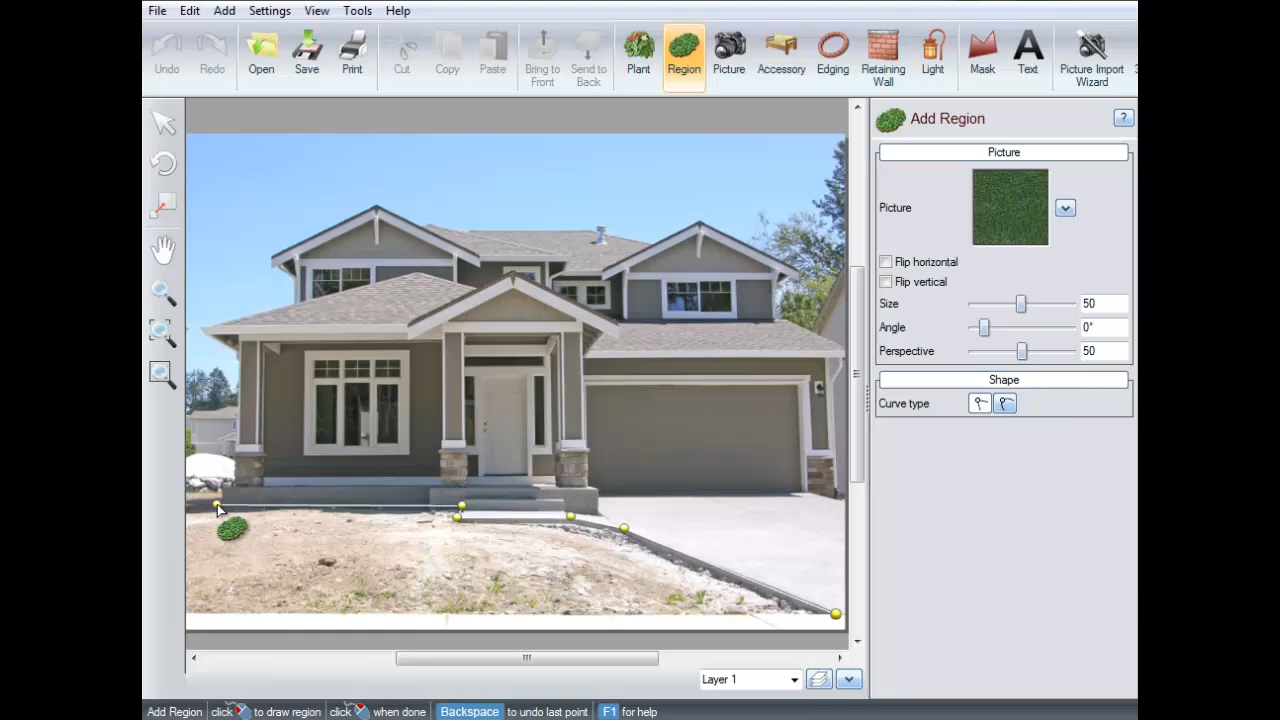 File Edit Add Settings View Tools Help
Undo Redo Open Save Print Cut Copy Paste Bring to Front Send to Back Plant Region Picture Accessory Edging Retaining Wall Light Mask Text Picture Import Wizard
Add Region ?
Picture
Picture
Flip horizontal
Flip vertical
Size 50
Angle 0°
Perspective 50
Shape
Curve type
Layer 1
Add Region click to draw region click when done Backspace to undo last point F1 for help